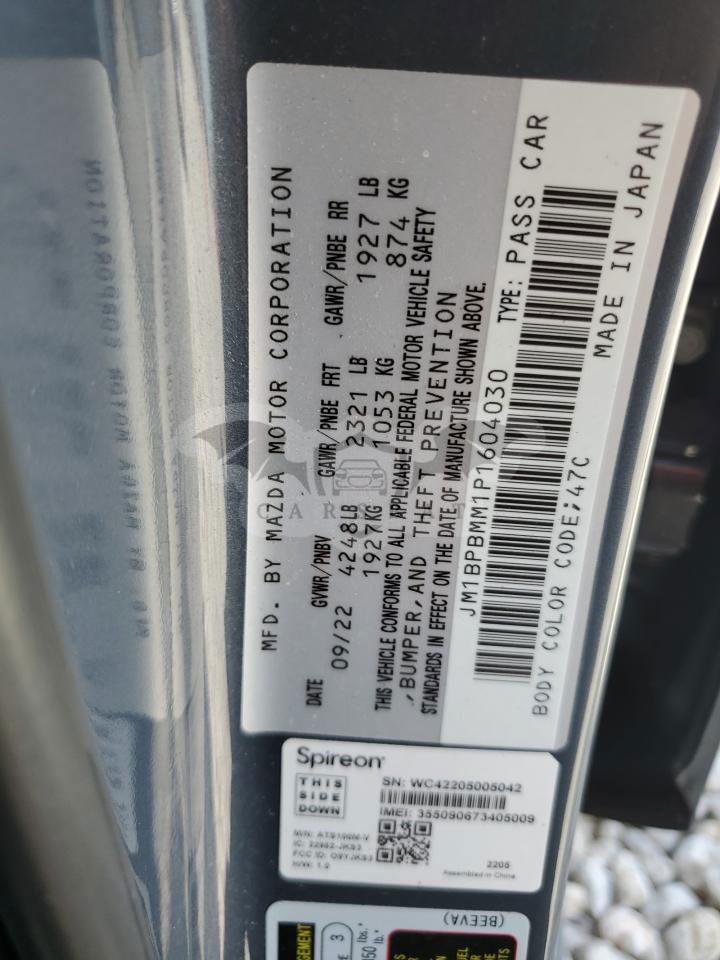 MFD. BY MAZDA MOTOR CORPORATION
DATE GVWR/PNBV GAWR/PNBE FRT GAWR/PNBE RR
09/22 4248LB 2321 LB 1927 LB
1927KG 1053 KG 874 KG
THIS VEHICLE CONFORMS TO ALL APPLICABLE FEDERAL MOTOR VEHICLE SAFETY
,BUMPER,AND THEFT PREVENTION
STANDARDS IN EFFECT ON THE DATE OF MANUFACTURE SHOWN ABOVE.
JM1BPBMM1P1604030 TYPE: PASS CAR
BODY COLOR CODE:47C
MADE IN JAPAN
Spireon
THIS
SIDE
DOWN
SN: WC42205005042
IMEI: 355090673405009
H/W: 1.0
2205
Assembled in China
(BEEVA)